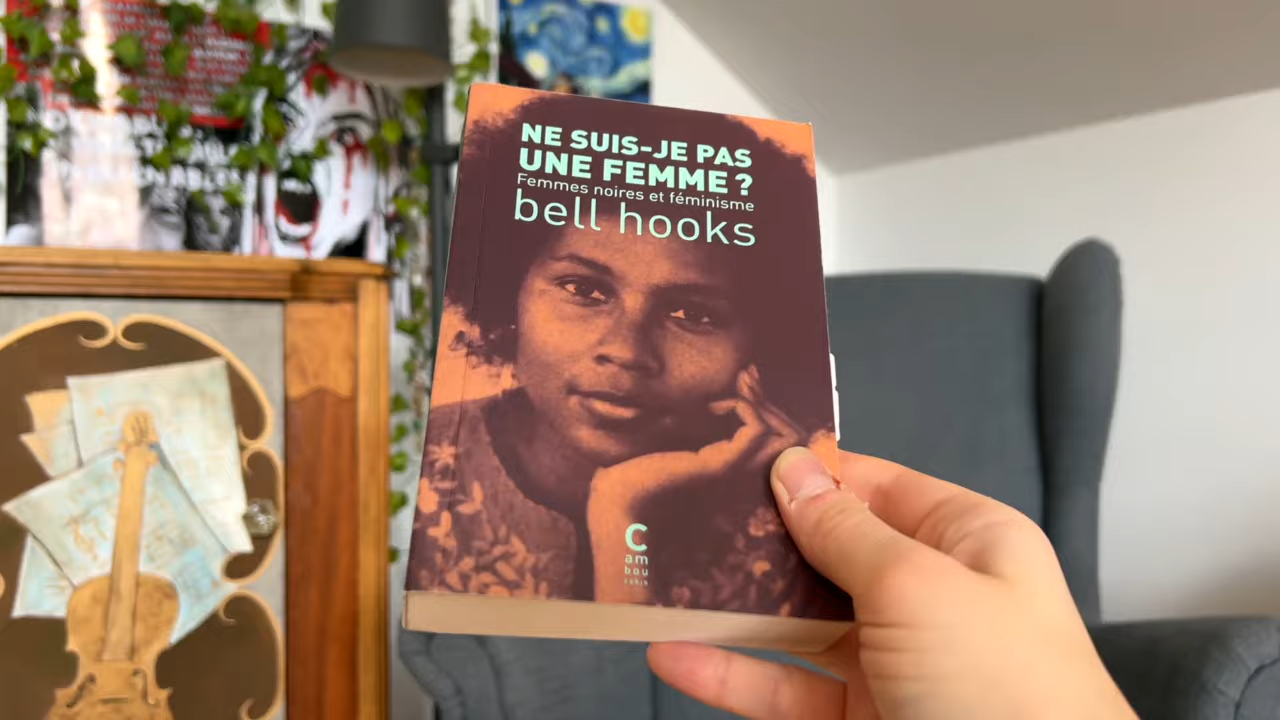 NE SUIS-JE PAS
UNE FEMME ?
Femmes noires et féminisme
bell hooks
C
am
bou
rakis